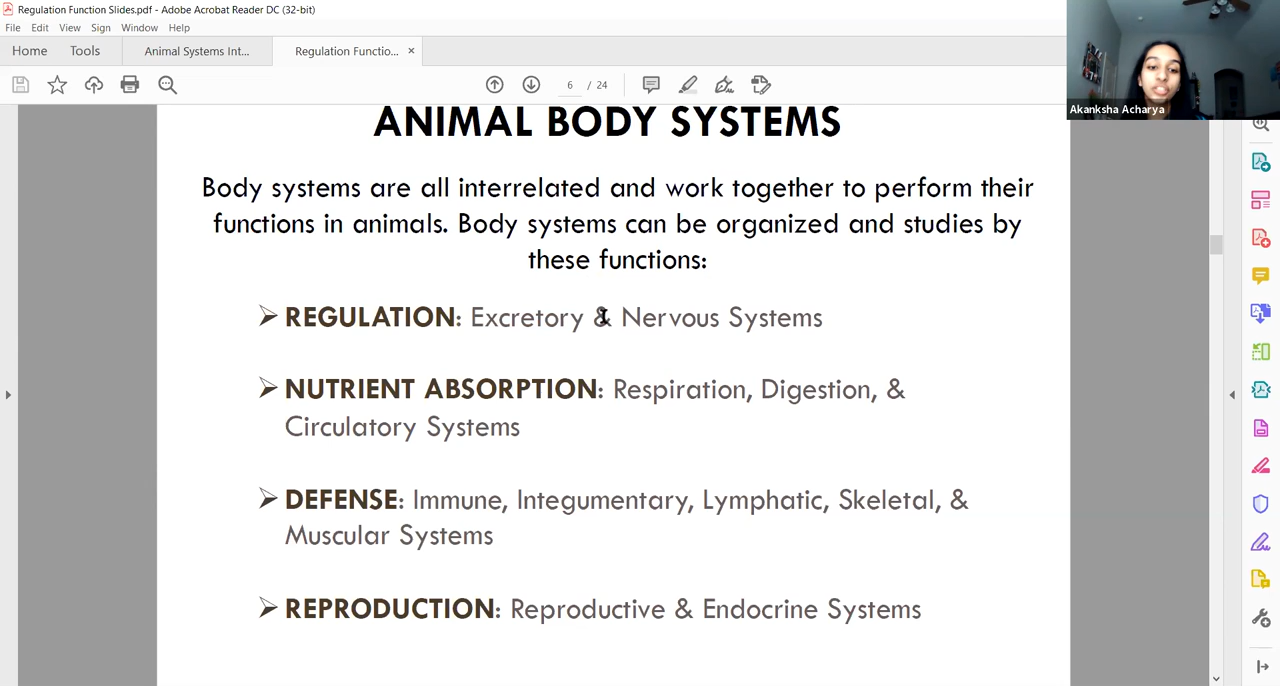 Regulation Function Slides.pdf - Adobe Acrobat Reader DC (32-bit)
File Edit View Sign Window Help
Home Tools Animal Systems Int... Regulation Functio... ×
6 / 24
Akanksha Acharya
ANIMAL BODY SYSTEMS
Body systems are all interrelated and work together to perform their
functions in animals. Body systems can be organized and studies by
these functions:
➢ REGULATION: Excretory & Nervous Systems
➢ NUTRIENT ABSORPTION: Respiration, Digestion, &
Circulatory Systems
➢ DEFENSE: Immune, Integumentary, Lymphatic, Skeletal, &
Muscular Systems
➢ REPRODUCTION: Reproductive & Endocrine Systems